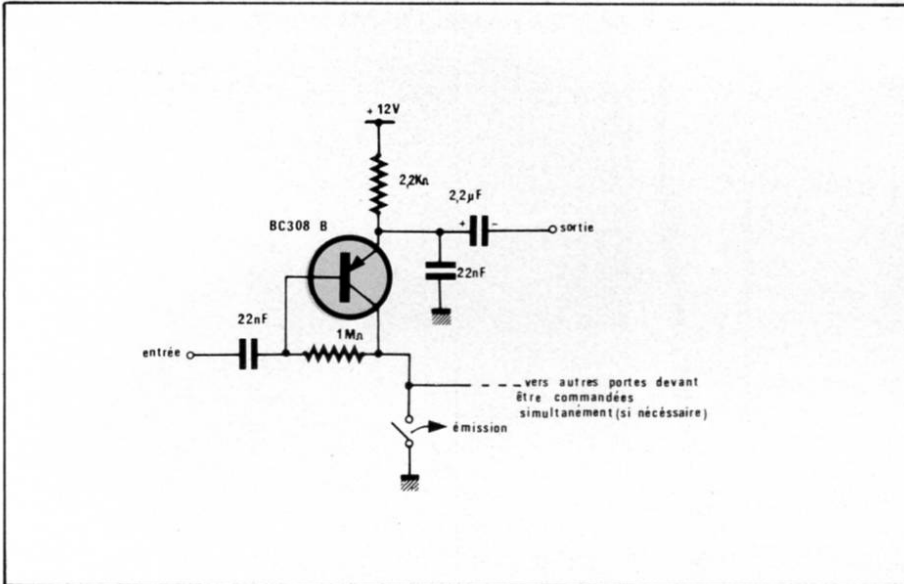 + 12V
2,2KΩ
2,2µF
+ -
BC308 B
sortie
22nF
22nF
1MΩ
entrée
vers autres portes devant
être commandées
simultanément (si nécessaire)
émission